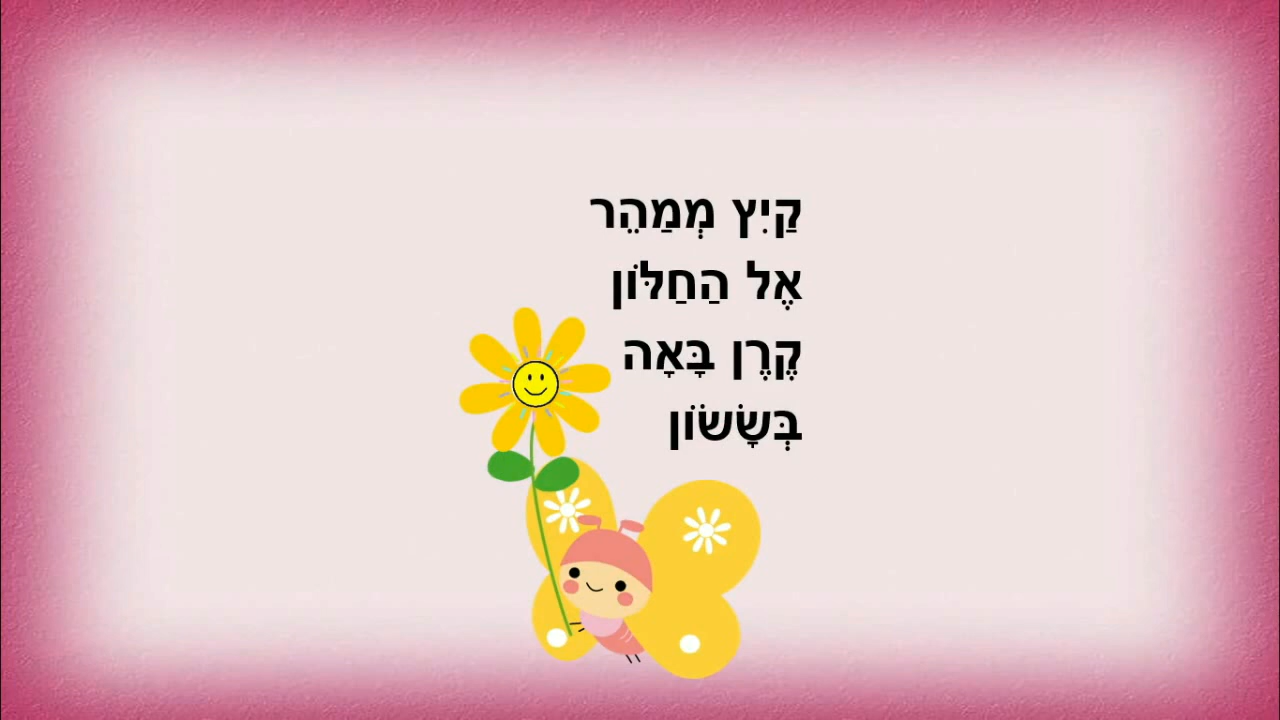 קַיִץ מְמַהֵר
אֶל הַחַלּוֹן
קֶרֶן בָּאָה
בְּשָׂשׂוֹן